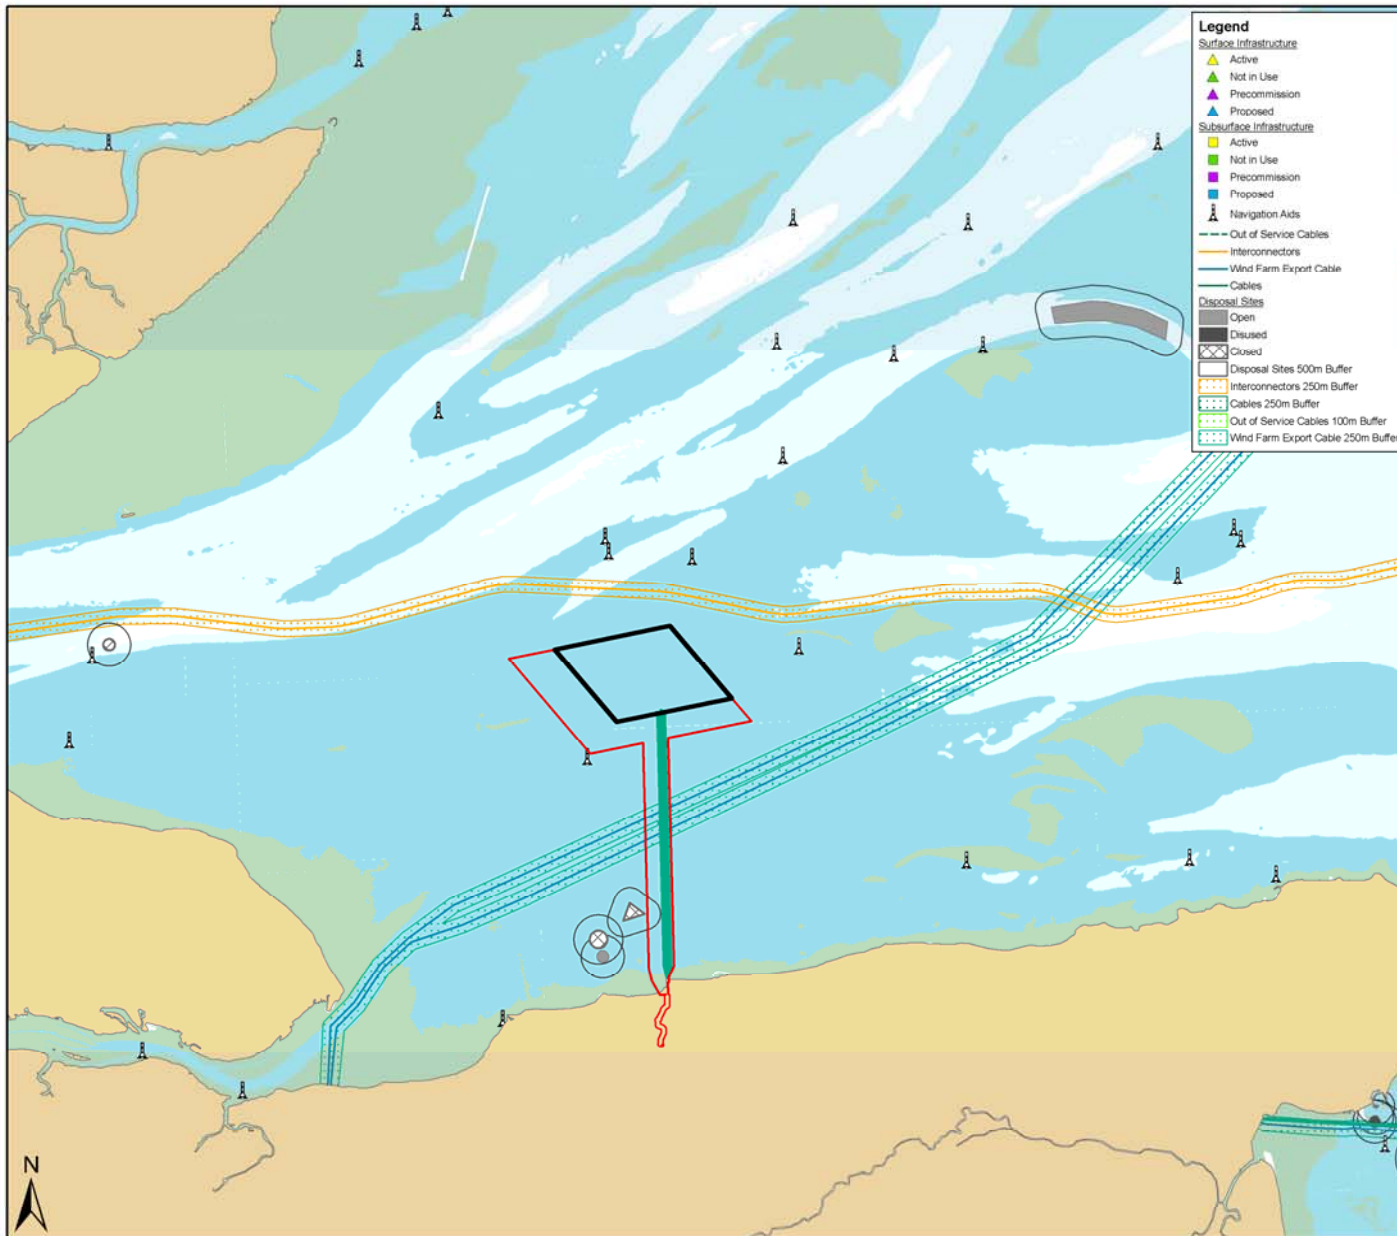 Legend
Surface Infrastructure
Active
Not in Use
Precommission
Proposed
Subsurface Infrastructure
Active
Not in Use
Precommission
Proposed
Navigation Aids
Out of Service Cables
Interconnectors
Wind Farm Export Cable
Cables
Disposal Sites
Open
Disused
Closed
Disposal Sites 500m Buffer
Interconnectors 250m Buffer
Cables 250m Buffer
Out of Service Cables 100m Buffer
Wind Farm Export Cable 250m Buffer
N